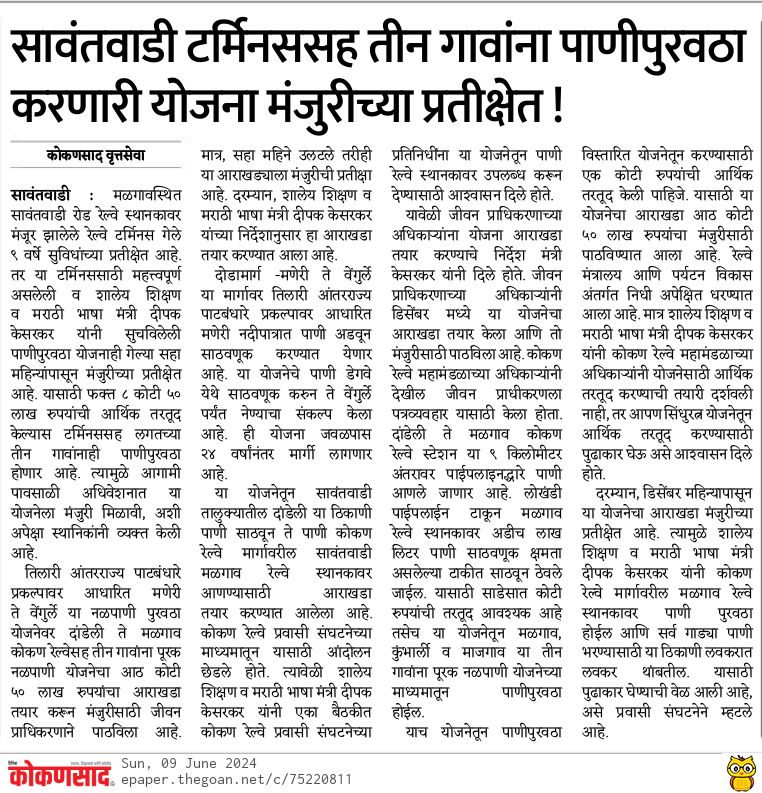 सावंतवाडी टर्मिनससह तीन गावांना पाणीपुरवठा
करणारी योजना मंजुरीच्या प्रतीक्षेत !
कोकणसाद वृत्तसेवा
सावंतवाडी : मळगावस्थित
सावंतवाडी रोड रेल्वे स्थानकावर
मंजूर झालेले रेल्वे टर्मिनस गेले
९ वर्षे सुविधांच्या प्रतीक्षेत आहे.
तर या टर्मिनससाठी महत्त्वपूर्ण
असलेली व शालेय शिक्षण
व मराठी भाषा मंत्री दीपक
केसरकर यांनी सुचविलेली
पाणीपुरवठा योजनाही गेल्या सहा
महिन्यांपासून मंजुरीच्या प्रतीक्षेत
आहे. यासाठी फक्त ८ कोटी ५०
लाख रुपयांची आर्थिक तरतूद
केल्यास टर्मिनससह लगतच्या
तीन गावांनाही पाणीपुरवठा
होणार आहे. त्यामुळे आगामी
पावसाळी अधिवेशनात या
योजनेला मंजुरी मिळावी, अशी
अपेक्षा स्थानिकांनी व्यक्त केली
आहे.
तिलारी आंतरराज्य पाटबंधारे
प्रकल्पावर आधारित मणेरी
ते वेंगुर्ले या नळपाणी पुरवठा
योजनेवर दांडेली ते मळगाव
कोकण रेल्वेसह तीन गावांना पूरक
नळपाणी योजनेचा आठ कोटी
५० लाख रुपयांचा आराखडा
तयार करून मंजुरीसाठी जीवन
प्राधिकरणाने पाठविला आहे.
मात्र, सहा महिने उलटले तरीही
या आराखड्याला मंजुरीची प्रतीक्षा
आहे. दरम्यान, शालेय शिक्षण व
मराठी भाषा मंत्री दीपक केसरकर
यांच्या निर्देशानुसार हा आराखडा
तयार करण्यात आला आहे.
दोडामार्ग -मणेरी ते वेंगुर्ले
या मार्गावर तिलारी आंतरराज्य
पाटबंधारे प्रकल्पावर आधारित
मणेरी नदीपात्रात पाणी अडवून
साठवणूक करण्यात येणार
आहे. या योजनेचे पाणी डेगवे
येथे साठवणूक करुन ते वेंगुर्ले
पर्यंत नेण्याचा संकल्प केला
आहे. ही योजना जवळपास
२४ वर्षांनंतर मार्गी लागणार
आहे.
या योजनेतून सावंतवाडी
तालुक्यातील दांडेली या ठिकाणी
पाणी साठवून ते पाणी कोकण
रेल्वे मार्गावरील सावंतवाडी
मळगाव रेल्वे स्थानकावर
आणण्यासाठी आराखडा
तयार करण्यात आलेला आहे.
कोकण रेल्वे प्रवासी संघटनेच्या
माध्यमातून यासाठी आंदोलन
छेडले होते. त्यावेळी शालेय
शिक्षण व मराठी भाषा मंत्री दीपक
केसरकर यांनी एका बैठकीत
कोकण रेल्वे प्रवासी संघटनेच्या
प्रतिनिधींना या योजनेतून पाणी
रेल्वे स्थानकावर उपलब्ध करून
देण्यासाठी आश्वासन दिले होते.
यावेळी जीवन प्राधिकरणाच्या
अधिकाऱ्यांना योजना आराखडा
तयार करण्याचे निर्देश मंत्री
केसरकर यांनी दिले होते. जीवन
प्राधिकरणाच्या अधिकाऱ्यांनी
डिसेंबर मध्ये या योजनेचा
आराखडा तयार केला आणि तो
मंजुरीसाठी पाठविला आहे. कोकण
रेल्वे महामंडळाच्या अधिकाऱ्यांनी
देखील जीवन प्राधीकरणला
पत्रव्यवहार यासाठी केला होता.
दांडेली ते मळगाव कोकण
रेल्वे स्टेशन या ९ किलोमीटर
अंतरावर पाईपलाइनद्धारे पाणी
आणले जाणार आहे. लोखंडी
पाईपलाईन टाकून मळगाव
रेल्वे स्थानकावर अडीच लाख
लिटर पाणी साठवणूक क्षमता
असलेल्या टाकीत साठवून ठेवले
जाईल. यासाठी साडेसात कोटी
रुपयांची तरतूद आवश्यक आहे
तसेच या योजनेतून मळगाव,
कुंभार्ली व माजगाव या तीन
गावांना पूरक नळपाणी योजनेच्या
माध्यमातून पाणीपुरवठा
होईल.
याच योजनेतून पाणीपुरवठा
विस्तारित योजनेतून करण्यासाठी
एक कोटी रुपयांची आर्थिक
तरतूद केली पाहिजे. यासाठी या
योजनेचा आराखडा आठ कोटी
५० लाख रुपयांचा मंजुरीसाठी
पाठविण्यात आला आहे. रेल्वे
मंत्रालय आणि पर्यटन विकास
अंतर्गत निधी अपेक्षित धरण्यात
आला आहे. मात्र शालेय शिक्षण व
मराठी भाषा मंत्री दीपक केसरकर
यांनी कोकण रेल्वे महामंडळाच्या
अधिकाऱ्यांनी योजनेसाठी आर्थिक
तरतूद करण्याची तयारी दर्शवली
नाही, तर आपण सिंधुरत्न योजनेतून
आर्थिक तरतूद करण्यासाठी
पुढाकार घेऊ असे आश्वासन दिले
होते.
दरम्यान, डिसेंबर महिन्यापासून
या योजनेचा आराखडा मंजुरीच्या
प्रतीक्षेत आहे. त्यामुळे शालेय
शिक्षण व मराठी भाषा मंत्री
दीपक केसरकर यांनी कोकण
रेल्वे मार्गावरील मळगाव रेल्वे
स्थानकावर पाणी पुरवठा
होईल आणि सर्व गाड्या पाणी
भरण्यासाठी या ठिकाणी लवकरात
लवकर थांबतील. यासाठी
पुढाकार घेण्याची वेळ आली आहे,
असे प्रवासी संघटनेने म्हटले
आहे.
कोकणसाद
Sun, 09 June 2024
epaper.thegoan.net/c/75220811